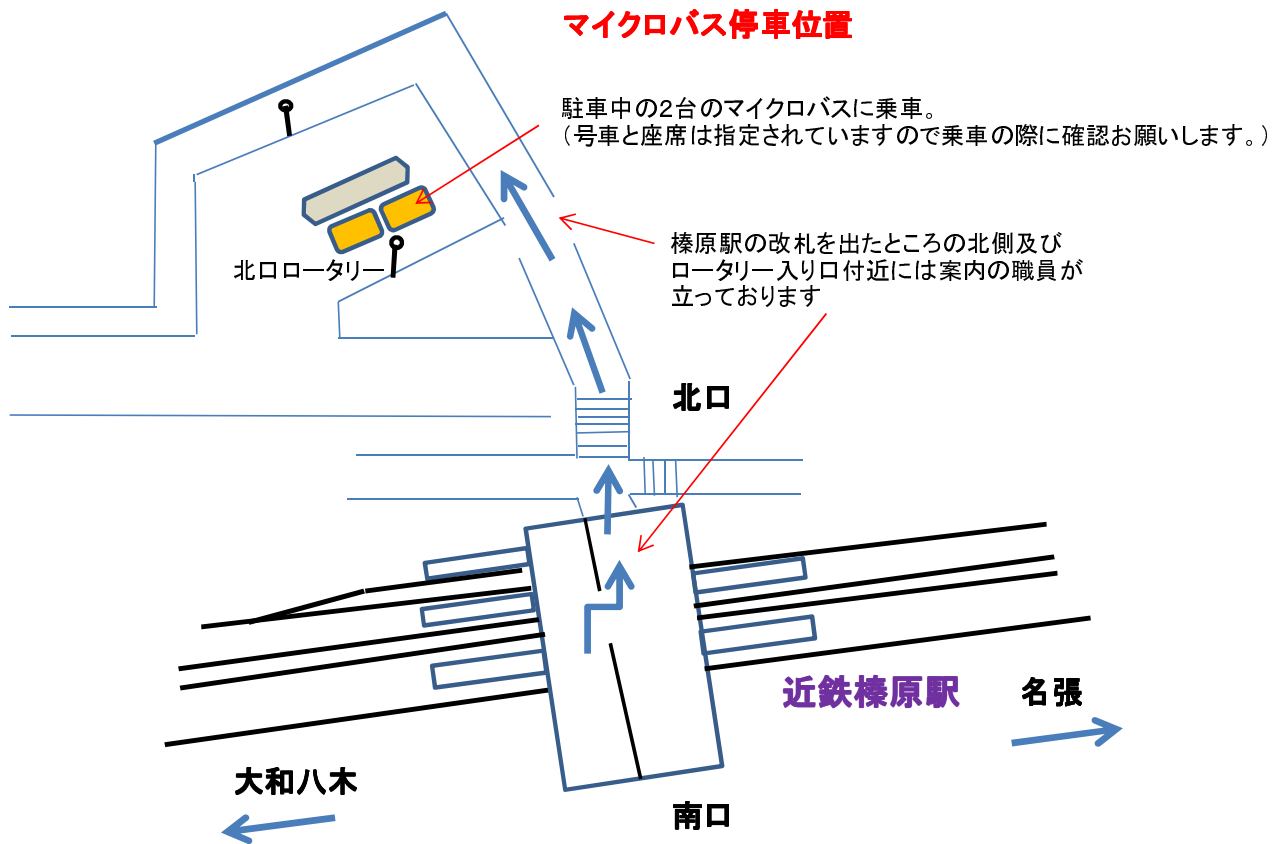 マイクロバス停車位置
駐車中の2台のマイクロバスに乗車。
（号車と座席は指定されていますので乗車の際に確認お願いします。）
榛原駅の改札を出たところの北側及び
ロータリー入り口付近には案内の職員が
立っております
北口ロータリー
北口
近鉄榛原駅
名張
大和八木
南口